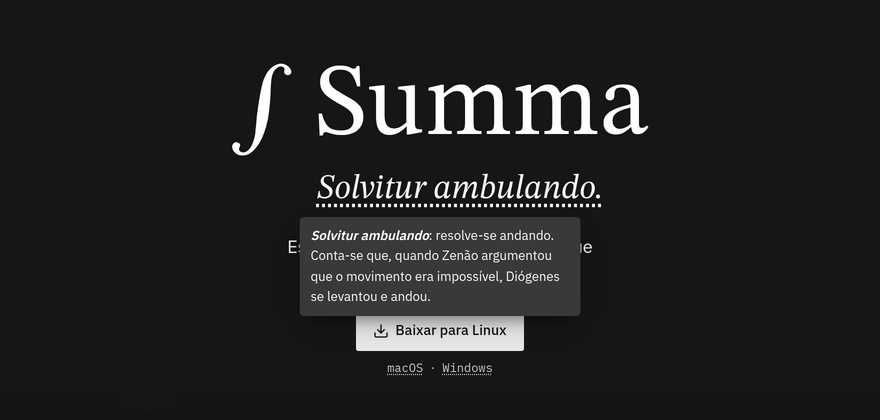 ∫ Summa
Solvitur ambulando.
Solvitur ambulando: resolve-se andando.
Conta-se que, quando Zenão argumentou
que o movimento era impossível, Diógenes
se levantou e andou.
Baixar para Linux
macOS · Windows